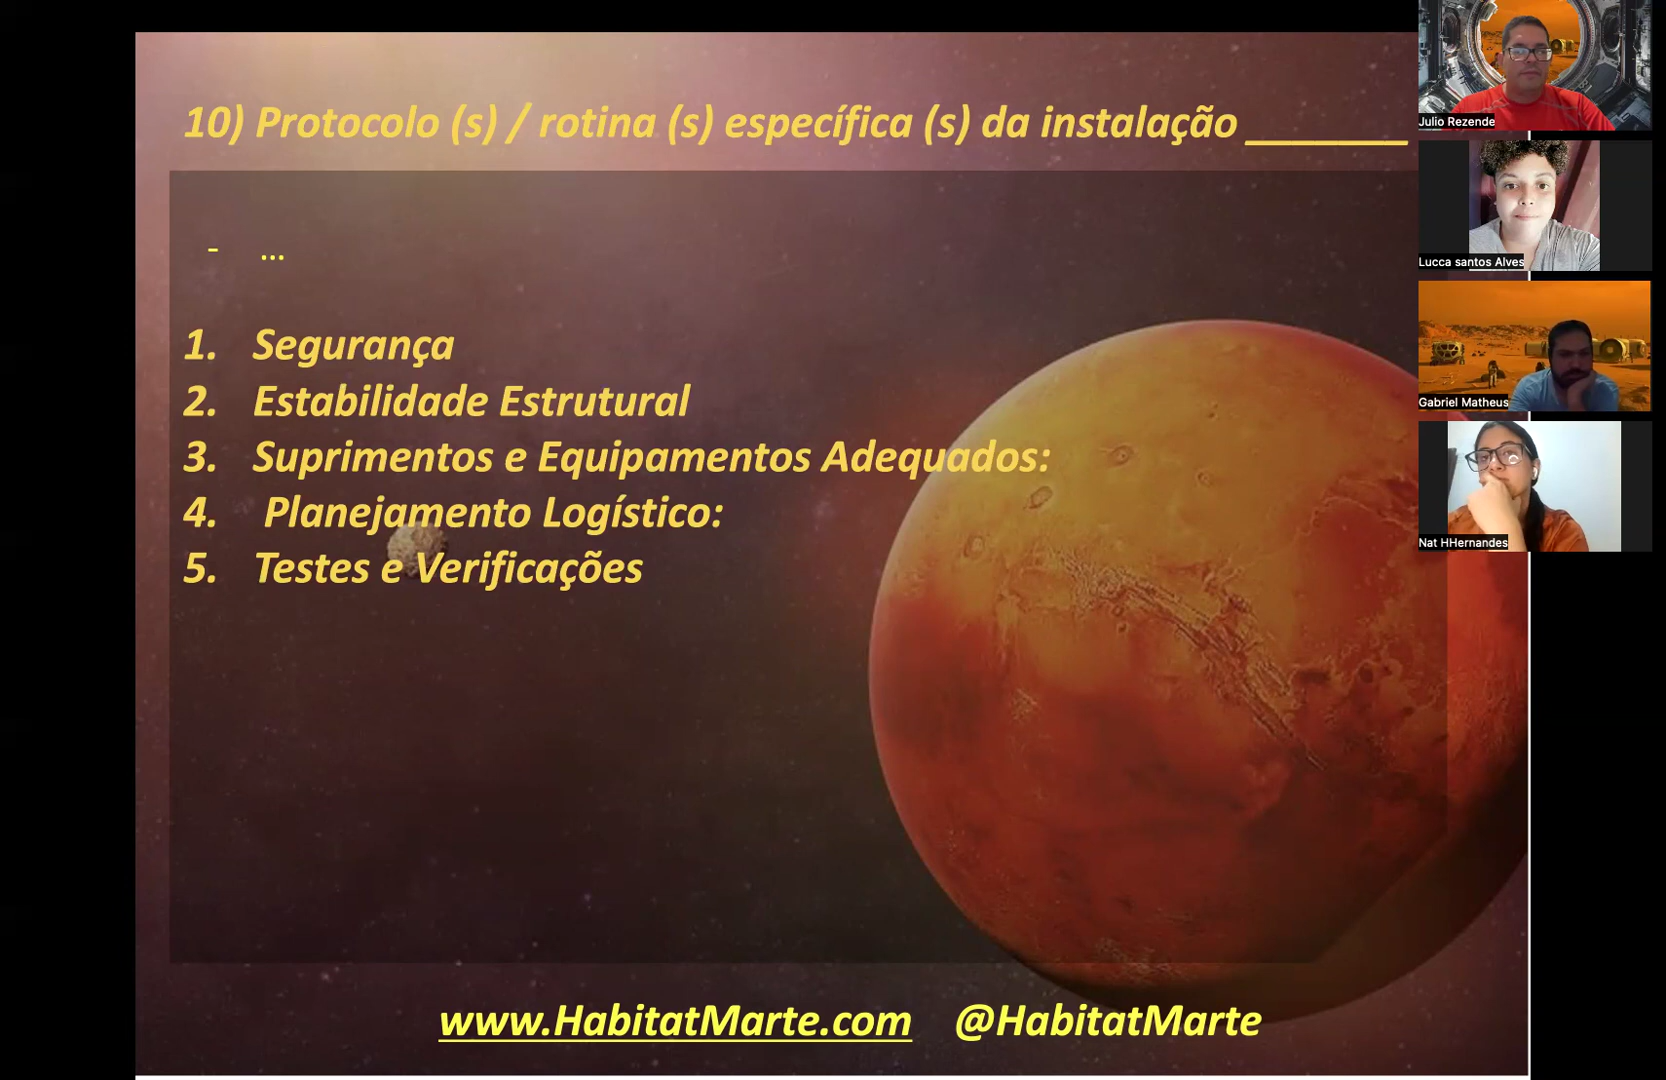 10) Protocolo (s) / rotina (s) específica (s) da instalação ________
- ...
1. Segurança
2. Estabilidade Estrutural
3. Suprimentos e Equipamentos Adequados:
4. Planejamento Logístico:
5. Testes e Verificações
www.HabitatMarte.com @HabitatMarte
Julio Rezende
Lucca santos Alves
Gabriel Matheus
Nat HHernandes